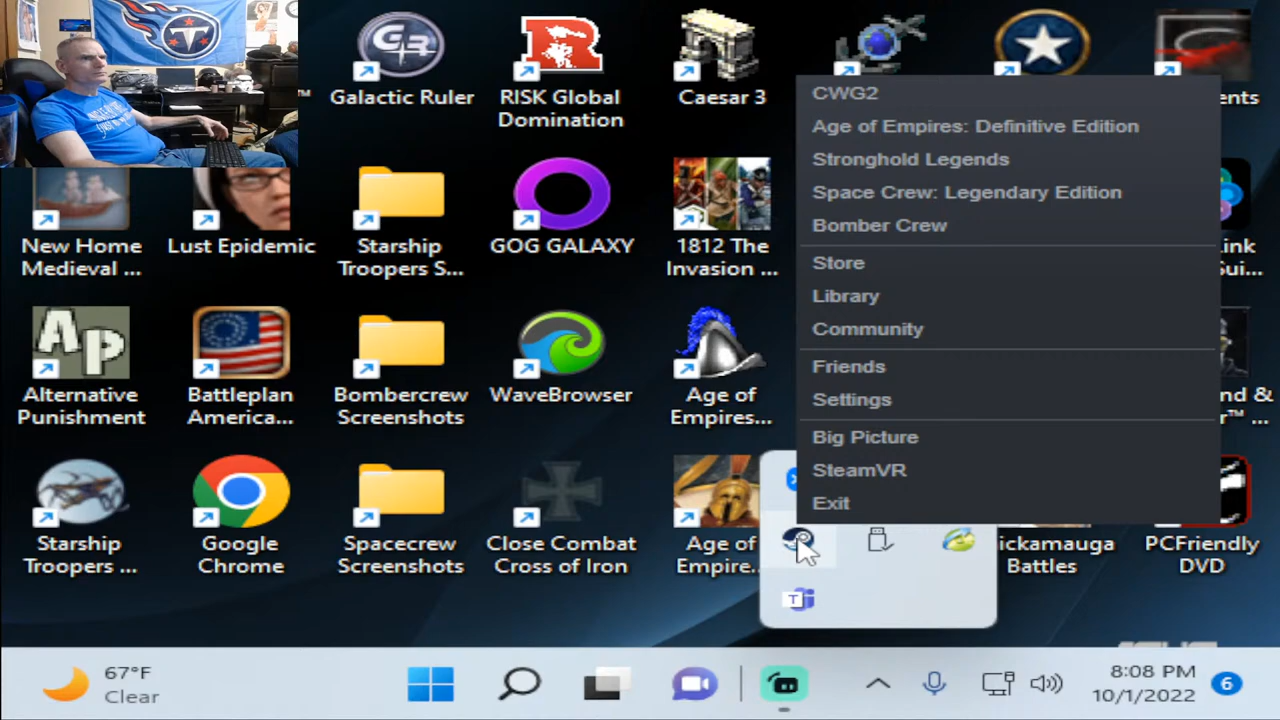 Galactic Ruler
RISK Global
Domination
Caesar 3
New Home
Medieval ...
Lust Epidemic
Starship
Troopers S...
GOG GALAXY
1812 The
Invasion ...
Alternative
Punishment
Battleplan
America...
Bombercrew
Screenshots
WaveBrowser
Age of
Empires...
Starship
Troopers ...
Google
Chrome
Spacecrew
Screenshots
Close Combat
Cross of Iron
Age of
Empire...
ickamauga
Battles
PCFriendly
DVD
CWG2
Age of Empires: Definitive Edition
Stronghold Legends
Space Crew: Legendary Edition
Bomber Crew
Store
Library
Community
Friends
Settings
Big Picture
SteamVR
Exit
67°F
Clear
8:08 PM
10/1/2022
6